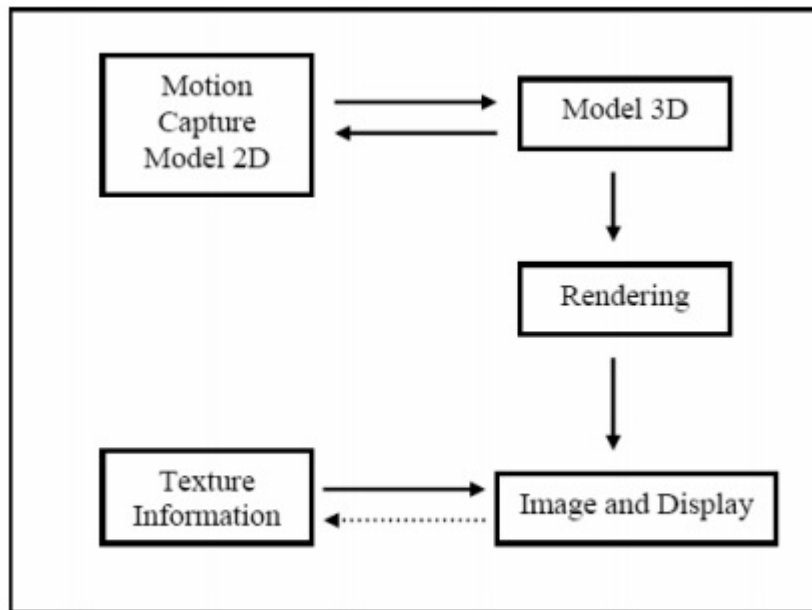 Motion
Capture
Model 2D
Model 3D
Rendering
Texture
Information
Image and Display